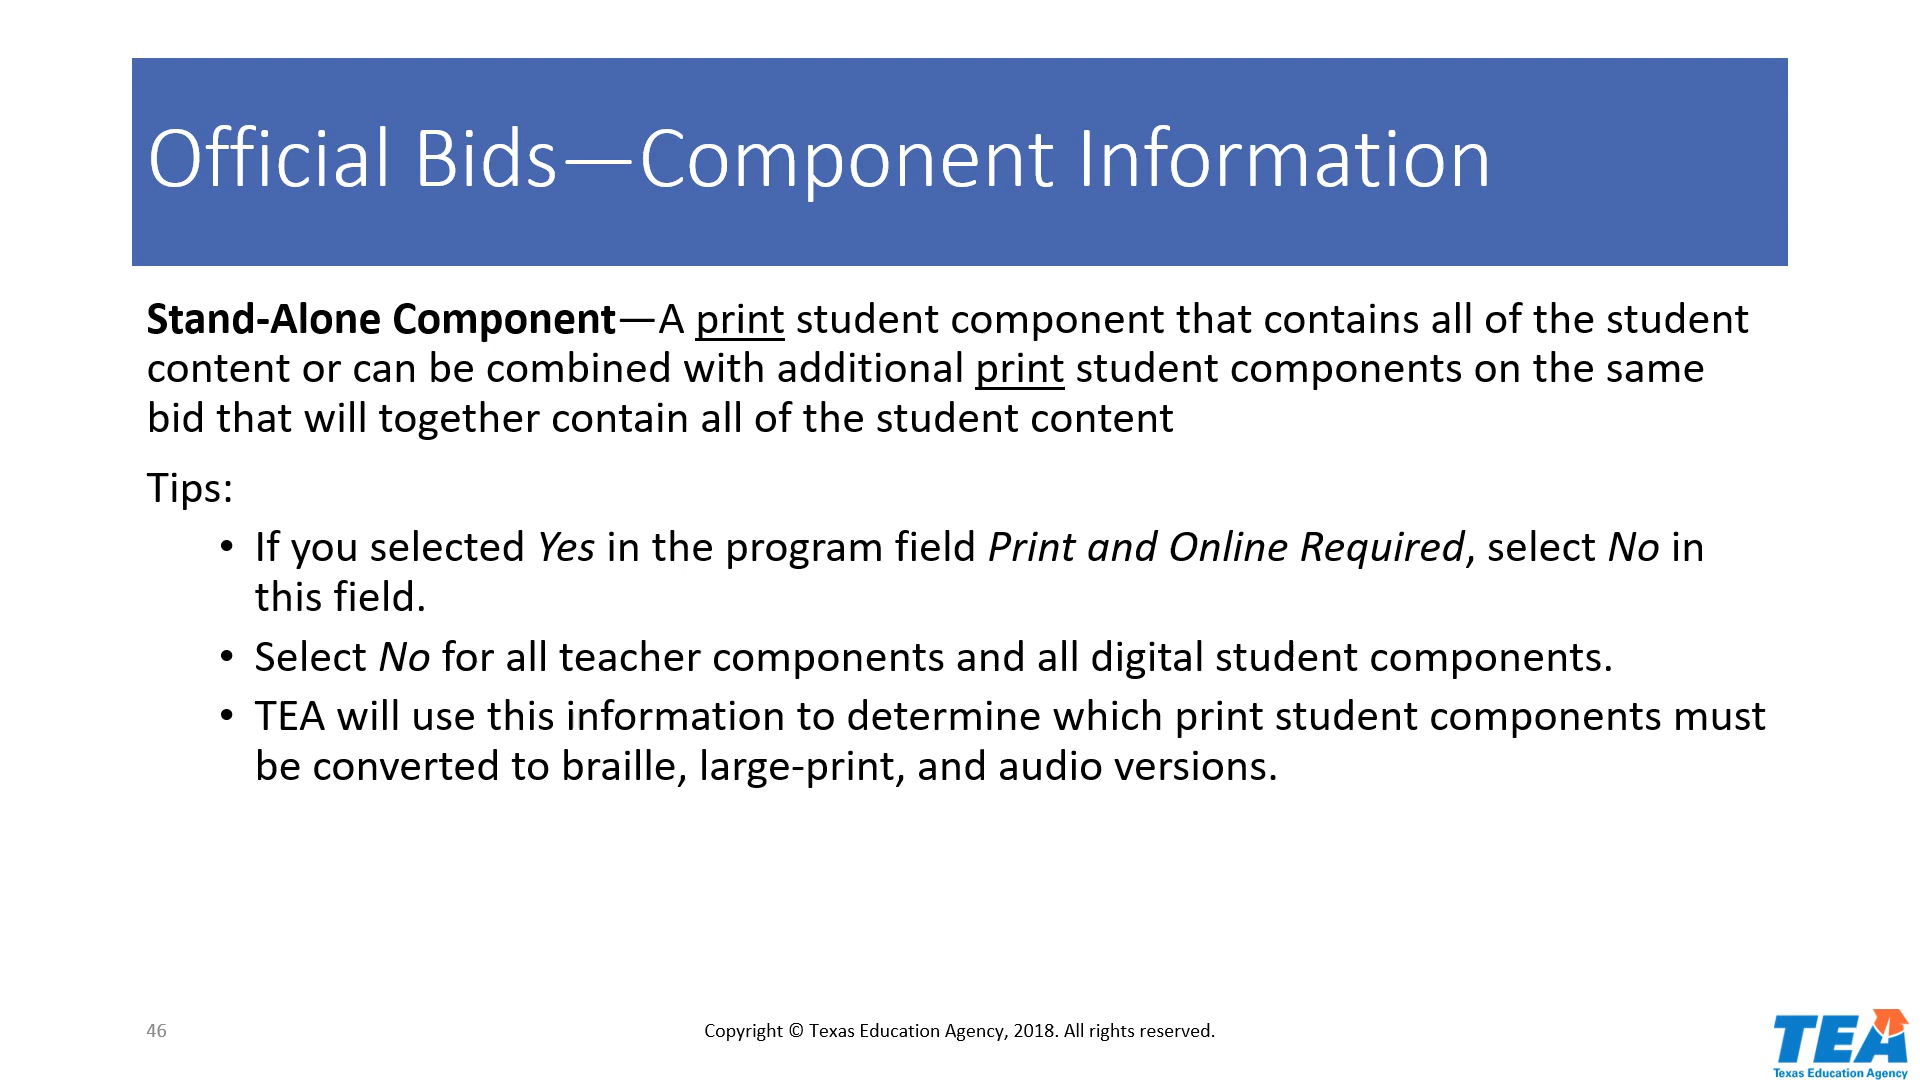 Official Bids—Component Information
Stand-Alone Component—A print student component that contains all of the student
content or can be combined with additional print student components on the same
bid that will together contain all of the student content
Tips:
• If you selected Yes in the program field Print and Online Required, select No in
this field.
• Select No for all teacher components and all digital student components.
• TEA will use this information to determine which print student components must
be converted to braille, large-print, and audio versions.
46
Copyright © Texas Education Agency, 2018. All rights reserved.
TEA
Texas Education Agency